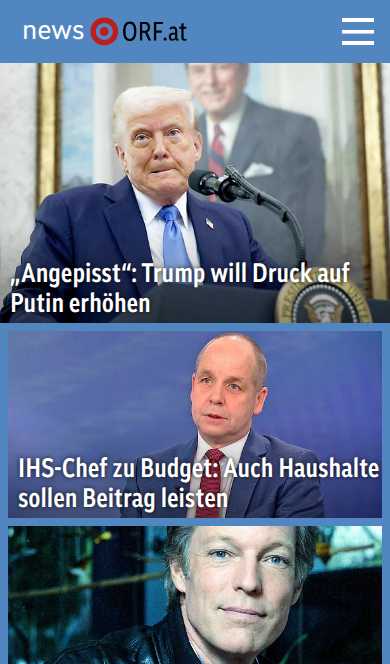 news ORF.at
„Angepisst“: Trump will Druck auf
Putin erhöhen
IHS-Chef zu Budget: Auch Haushalte
sollen Beitrag leisten